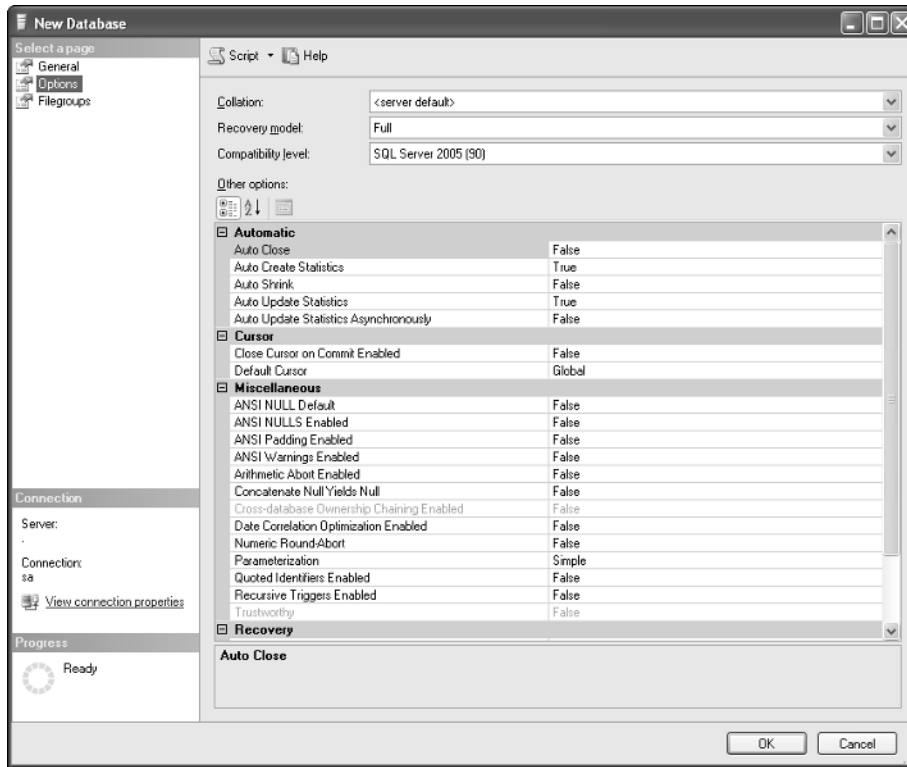 New Database
Select a page
General
Options
Filegroups
Script
Help
Collation: <server default>
Recovery model: Full
Compatibility level: SQL Server 2005 (90)
Other options:
Automatic
Auto Close False
Auto Create Statistics True
Auto Shrink False
Auto Update Statistics True
Auto Update Statistics Asynchronously False
Cursor
Close Cursor on Commit Enabled False
Default Cursor Global
Miscellaneous
ANSI NULL Default False
ANSI NULLS Enabled False
ANSI Padding Enabled False
ANSI Warnings Enabled False
Arithmetic Abort Enabled False
Concatenate Null Yields Null False
Cross-database Ownership Chaining Enabled False
Date Correlation Optimization Enabled False
Numeric Round-Abort False
Parameterization Simple
Quoted Identifiers Enabled False
Recursive Triggers Enabled False
Trustworthy False
Recovery
Auto Close
Connection
Server:
.
Connection:
sa
View connection properties
Progress
Ready
OK
Cancel